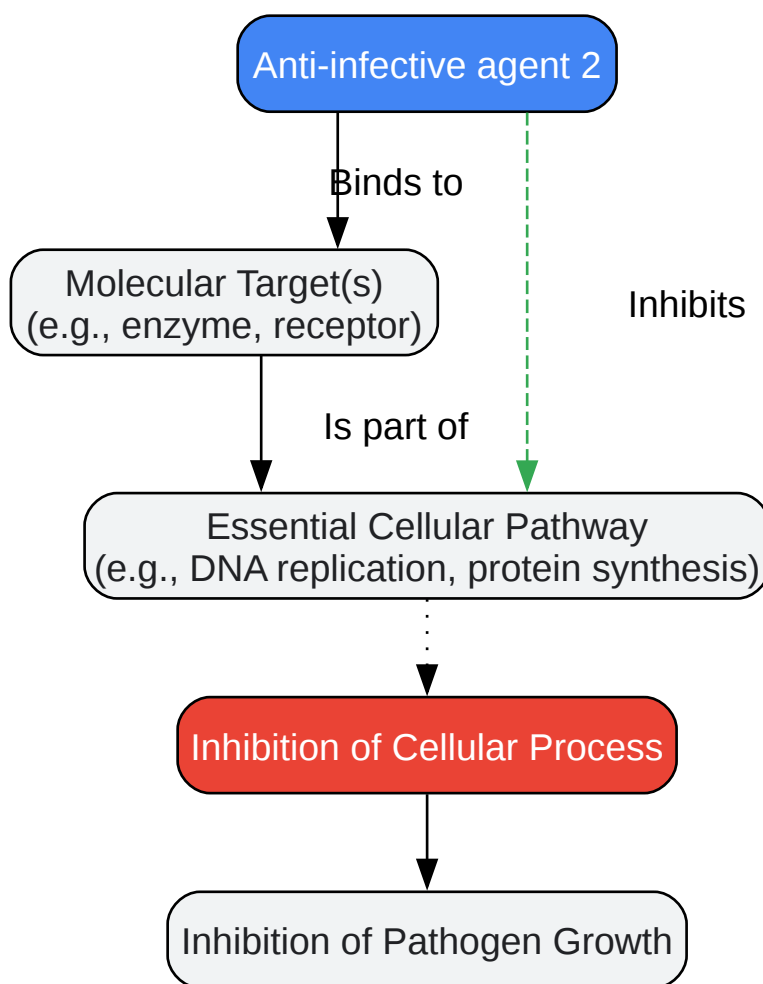 Anti-infective agent 2
Binds to
Molecular Target(s)
(e.g., enzyme, receptor)
Inhibits
Is part of
Essential Cellular Pathway
(e.g., DNA replication, protein synthesis)
Inhibition of Cellular Process
Inhibition of Pathogen Growth